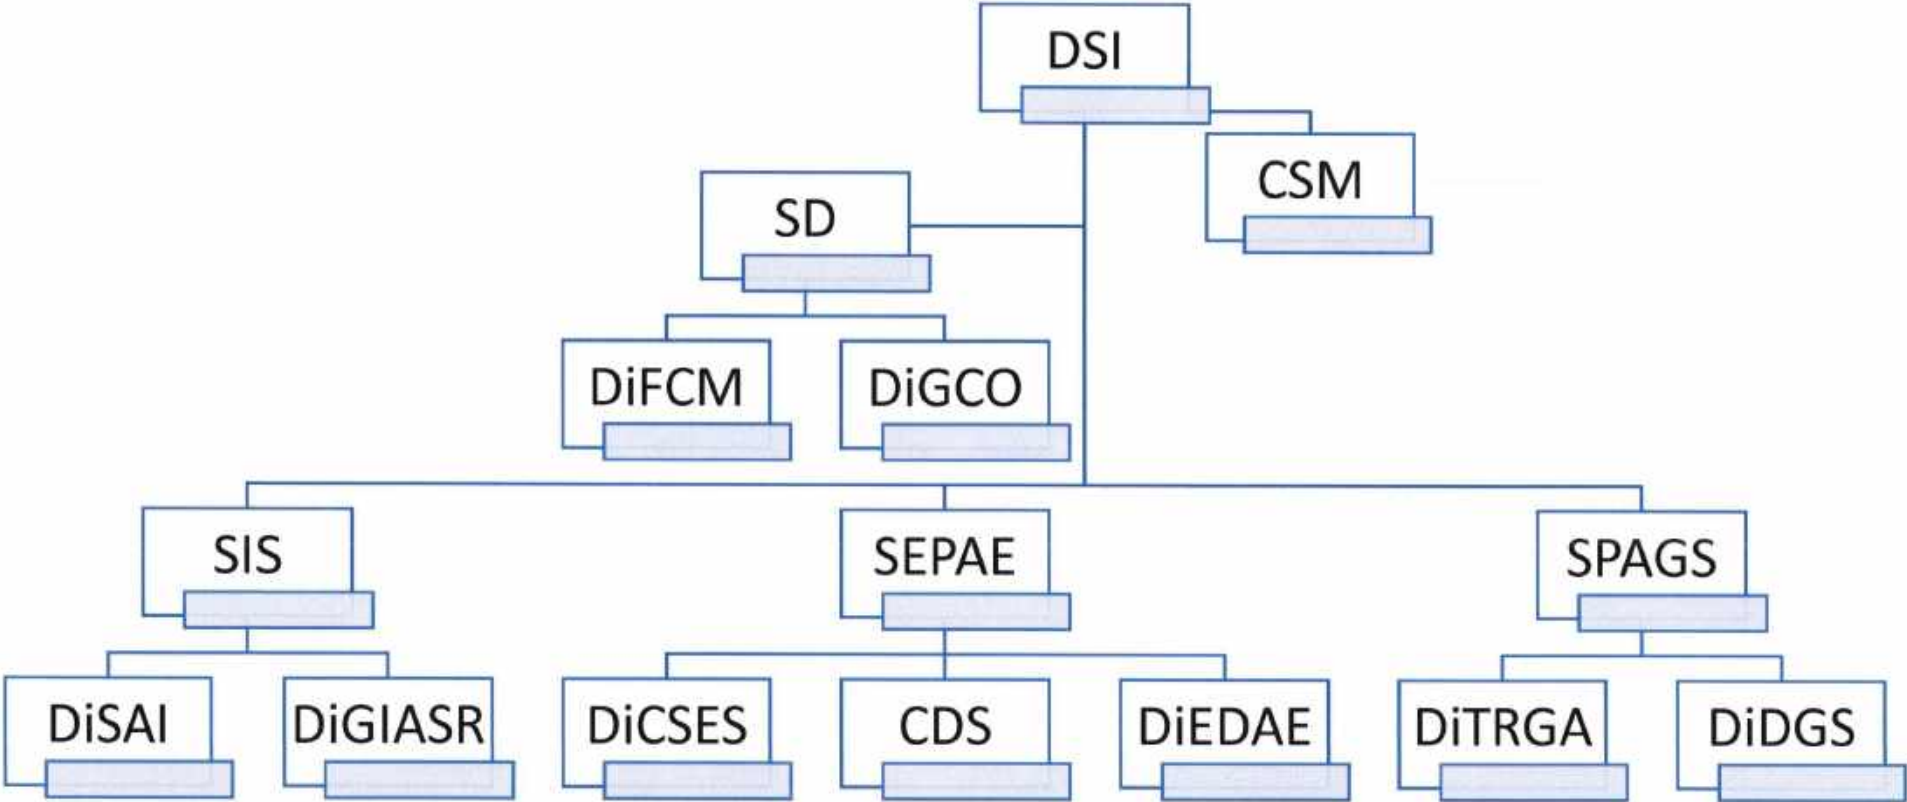 DSI
CSM
SD
DiFCM
DiGCO
SIS
SEPAE
SPAGS
DiSAI
DiGIASR
DiCSES
CDS
DiEDAE
DiTRGA
DiDGS